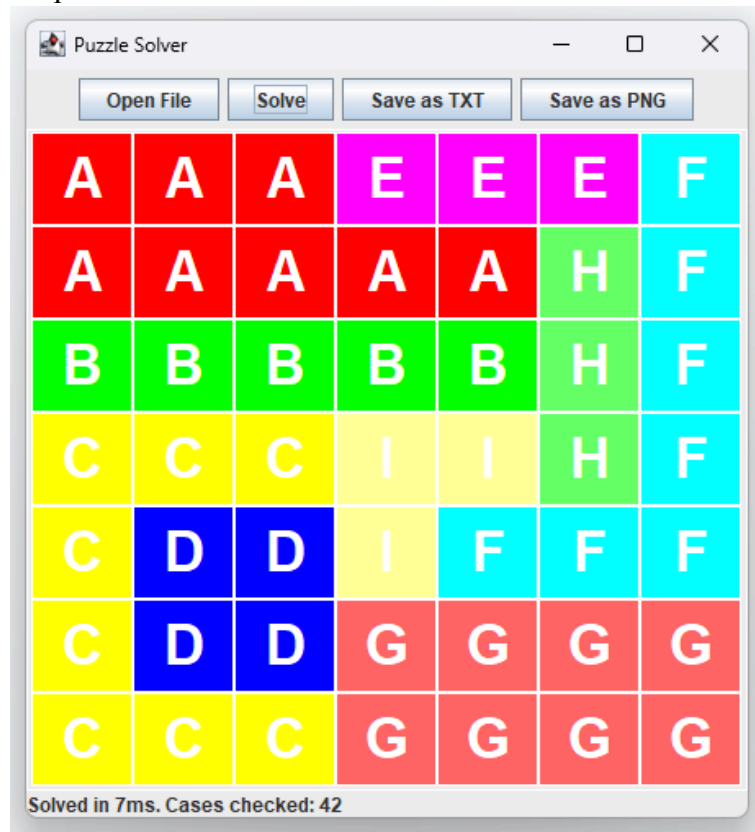 Puzzle Solver
Open File Solve Save as TXT Save as PNG
A A A E E E F
A A A A A H F
B B B B B H F
C C C I I H F
C D D I F F F
C D D G G G G
C C C G G G G
Solved in 7ms. Cases checked: 42